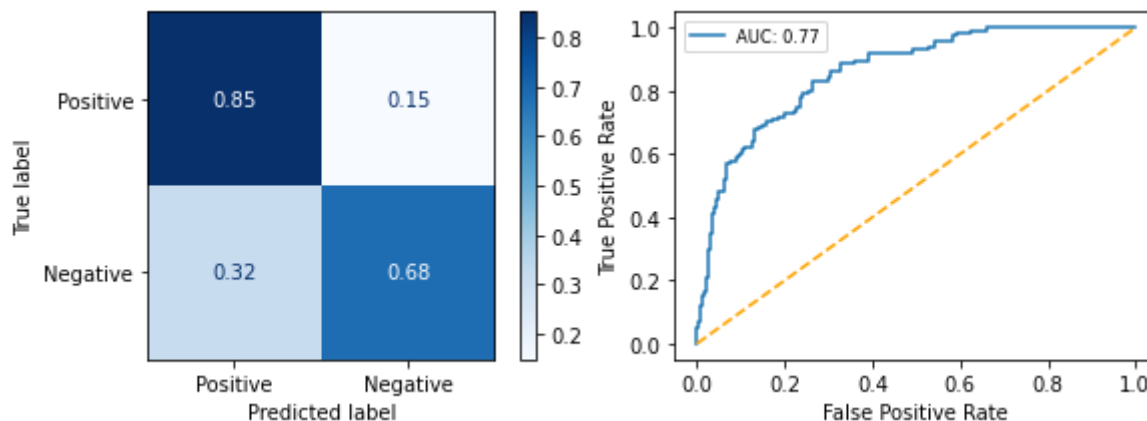 Positive
Negative
True label
0.85
0.15
0.32
0.68
Positive
Negative
Predicted label
0.8
0.7
0.6
0.5
0.4
0.3
0.2
True Positive Rate
1.0
0.8
0.6
0.4
0.2
0.0
AUC: 0.77
0.0
0.2
0.4
0.6
0.8
1.0
False Positive Rate